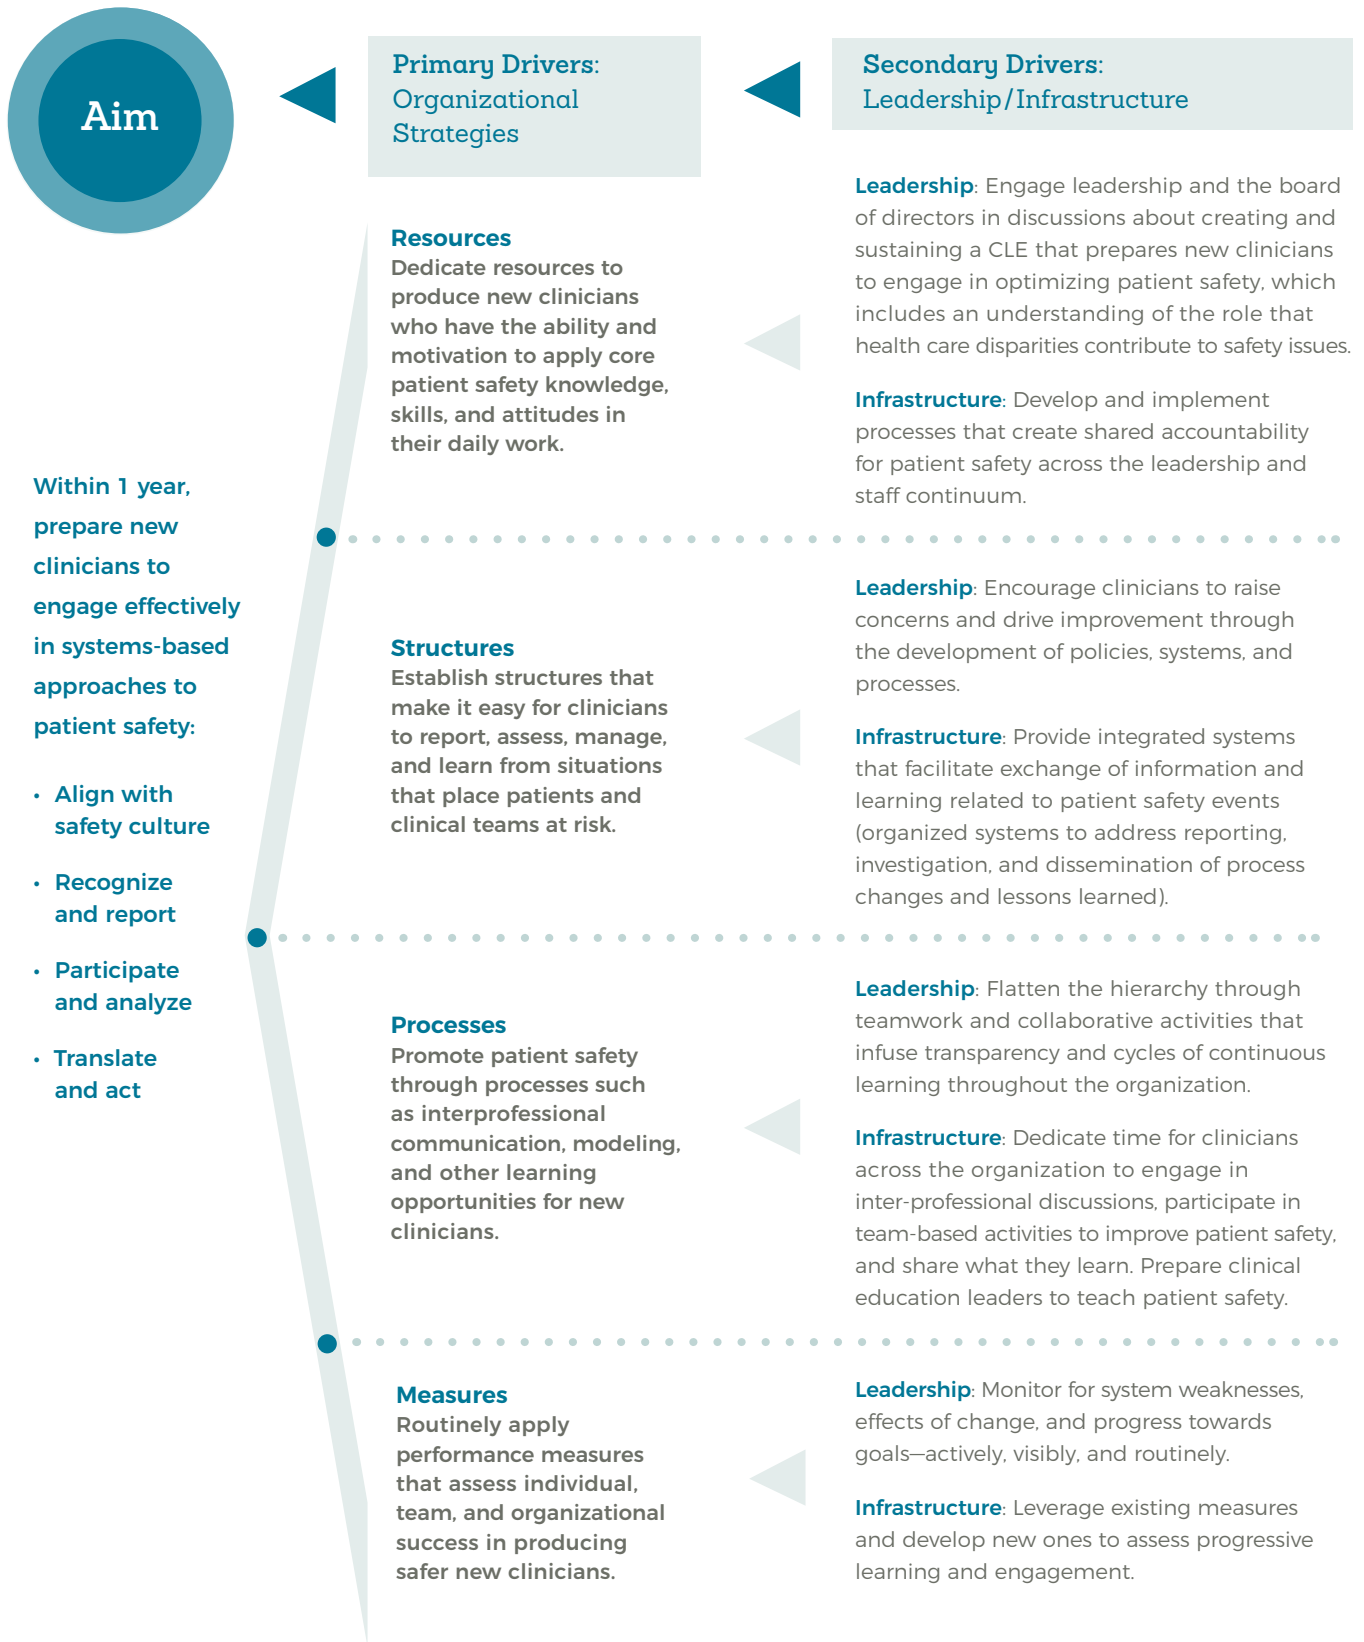 Aim
Primary Drivers:
Organizational
Strategies
Secondary Drivers:
Leadership/Infrastructure
Within 1 year,
prepare new
clinicians to
engage effectively
in systems-based
approaches to
patient safety:
• Align with
safety culture
• Recognize
and report
• Participate
and analyze
• Translate
and act
Resources
Dedicate resources to
produce new clinicians
who have the ability and
motivation to apply core
patient safety knowledge,
skills, and attitudes in
their daily work.
Leadership: Engage leadership and the board
of directors in discussions about creating and
sustaining a CLE that prepares new clinicians
to engage in optimizing patient safety, which
includes an understanding of the role that
health care disparities contribute to safety issues.
Infrastructure: Develop and implement
processes that create shared accountability
for patient safety across the leadership and
staff continuum.
Structures
Establish structures that
make it easy for clinicians
to report, assess, manage,
and learn from situations
that place patients and
clinical teams at risk.
Leadership: Encourage clinicians to raise
concerns and drive improvement through
the development of policies, systems, and
processes.
Infrastructure: Provide integrated systems
that facilitate exchange of information and
learning related to patient safety events
(organized systems to address reporting,
investigation, and dissemination of process
changes and lessons learned).
Processes
Promote patient safety
through processes such
as interprofessional
communication, modeling,
and other learning
opportunities for new
clinicians.
Leadership: Flatten the hierarchy through
teamwork and collaborative activities that
infuse transparency and cycles of continuous
learning throughout the organization.
Infrastructure: Dedicate time for clinicians
across the organization to engage in
inter-professional discussions, participate in
team-based activities to improve patient safety,
and share what they learn. Prepare clinical
education leaders to teach patient safety.
Measures
Routinely apply
performance measures
that assess individual,
team, and organizational
success in producing
safer new clinicians.
Leadership: Monitor for system weaknesses,
effects of change, and progress towards
goals—actively, visibly, and routinely.
Infrastructure: Leverage existing measures
and develop new ones to assess progressive
learning and engagement.